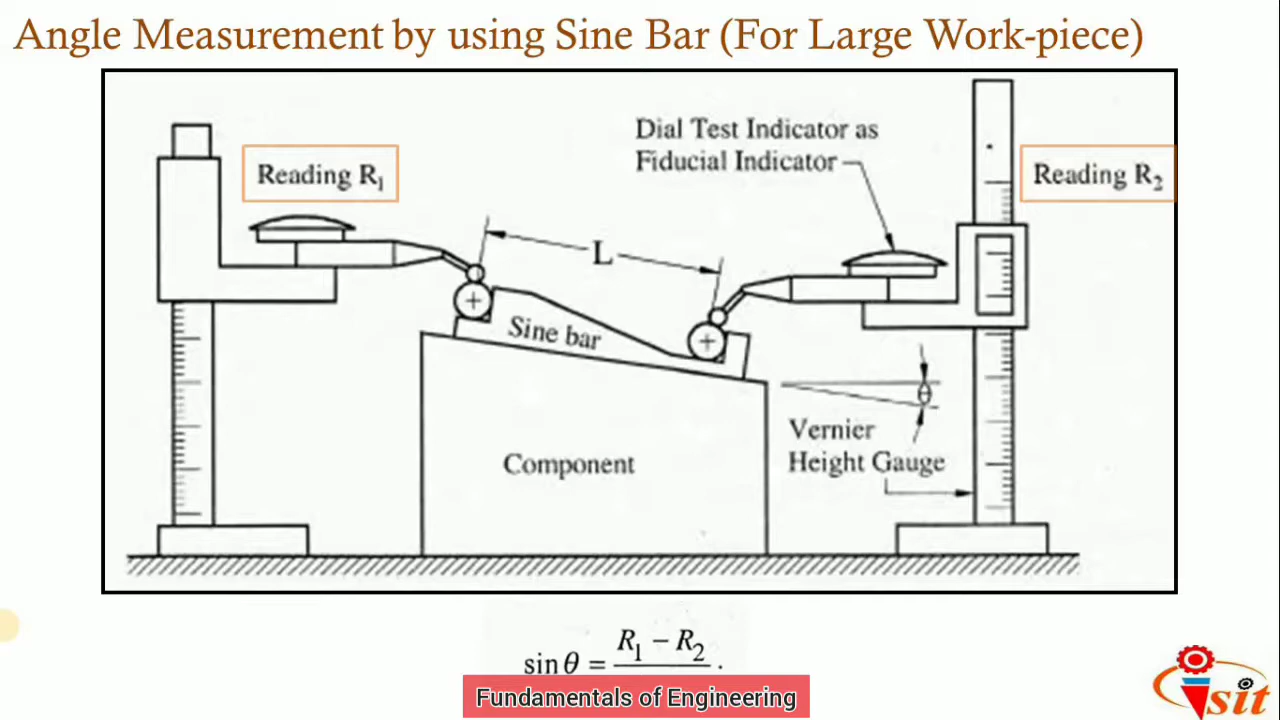 Angle Measurement by using Sine Bar (For Large Work-piece)
Dial Test Indicator as
Fiducial Indicator
Reading R₁
Reading R₂
L
Sine bar
θ
Vernier
Height Gauge
Component
sin θ = (R₁ − R₂)/
Fundamentals of Engineering
sit